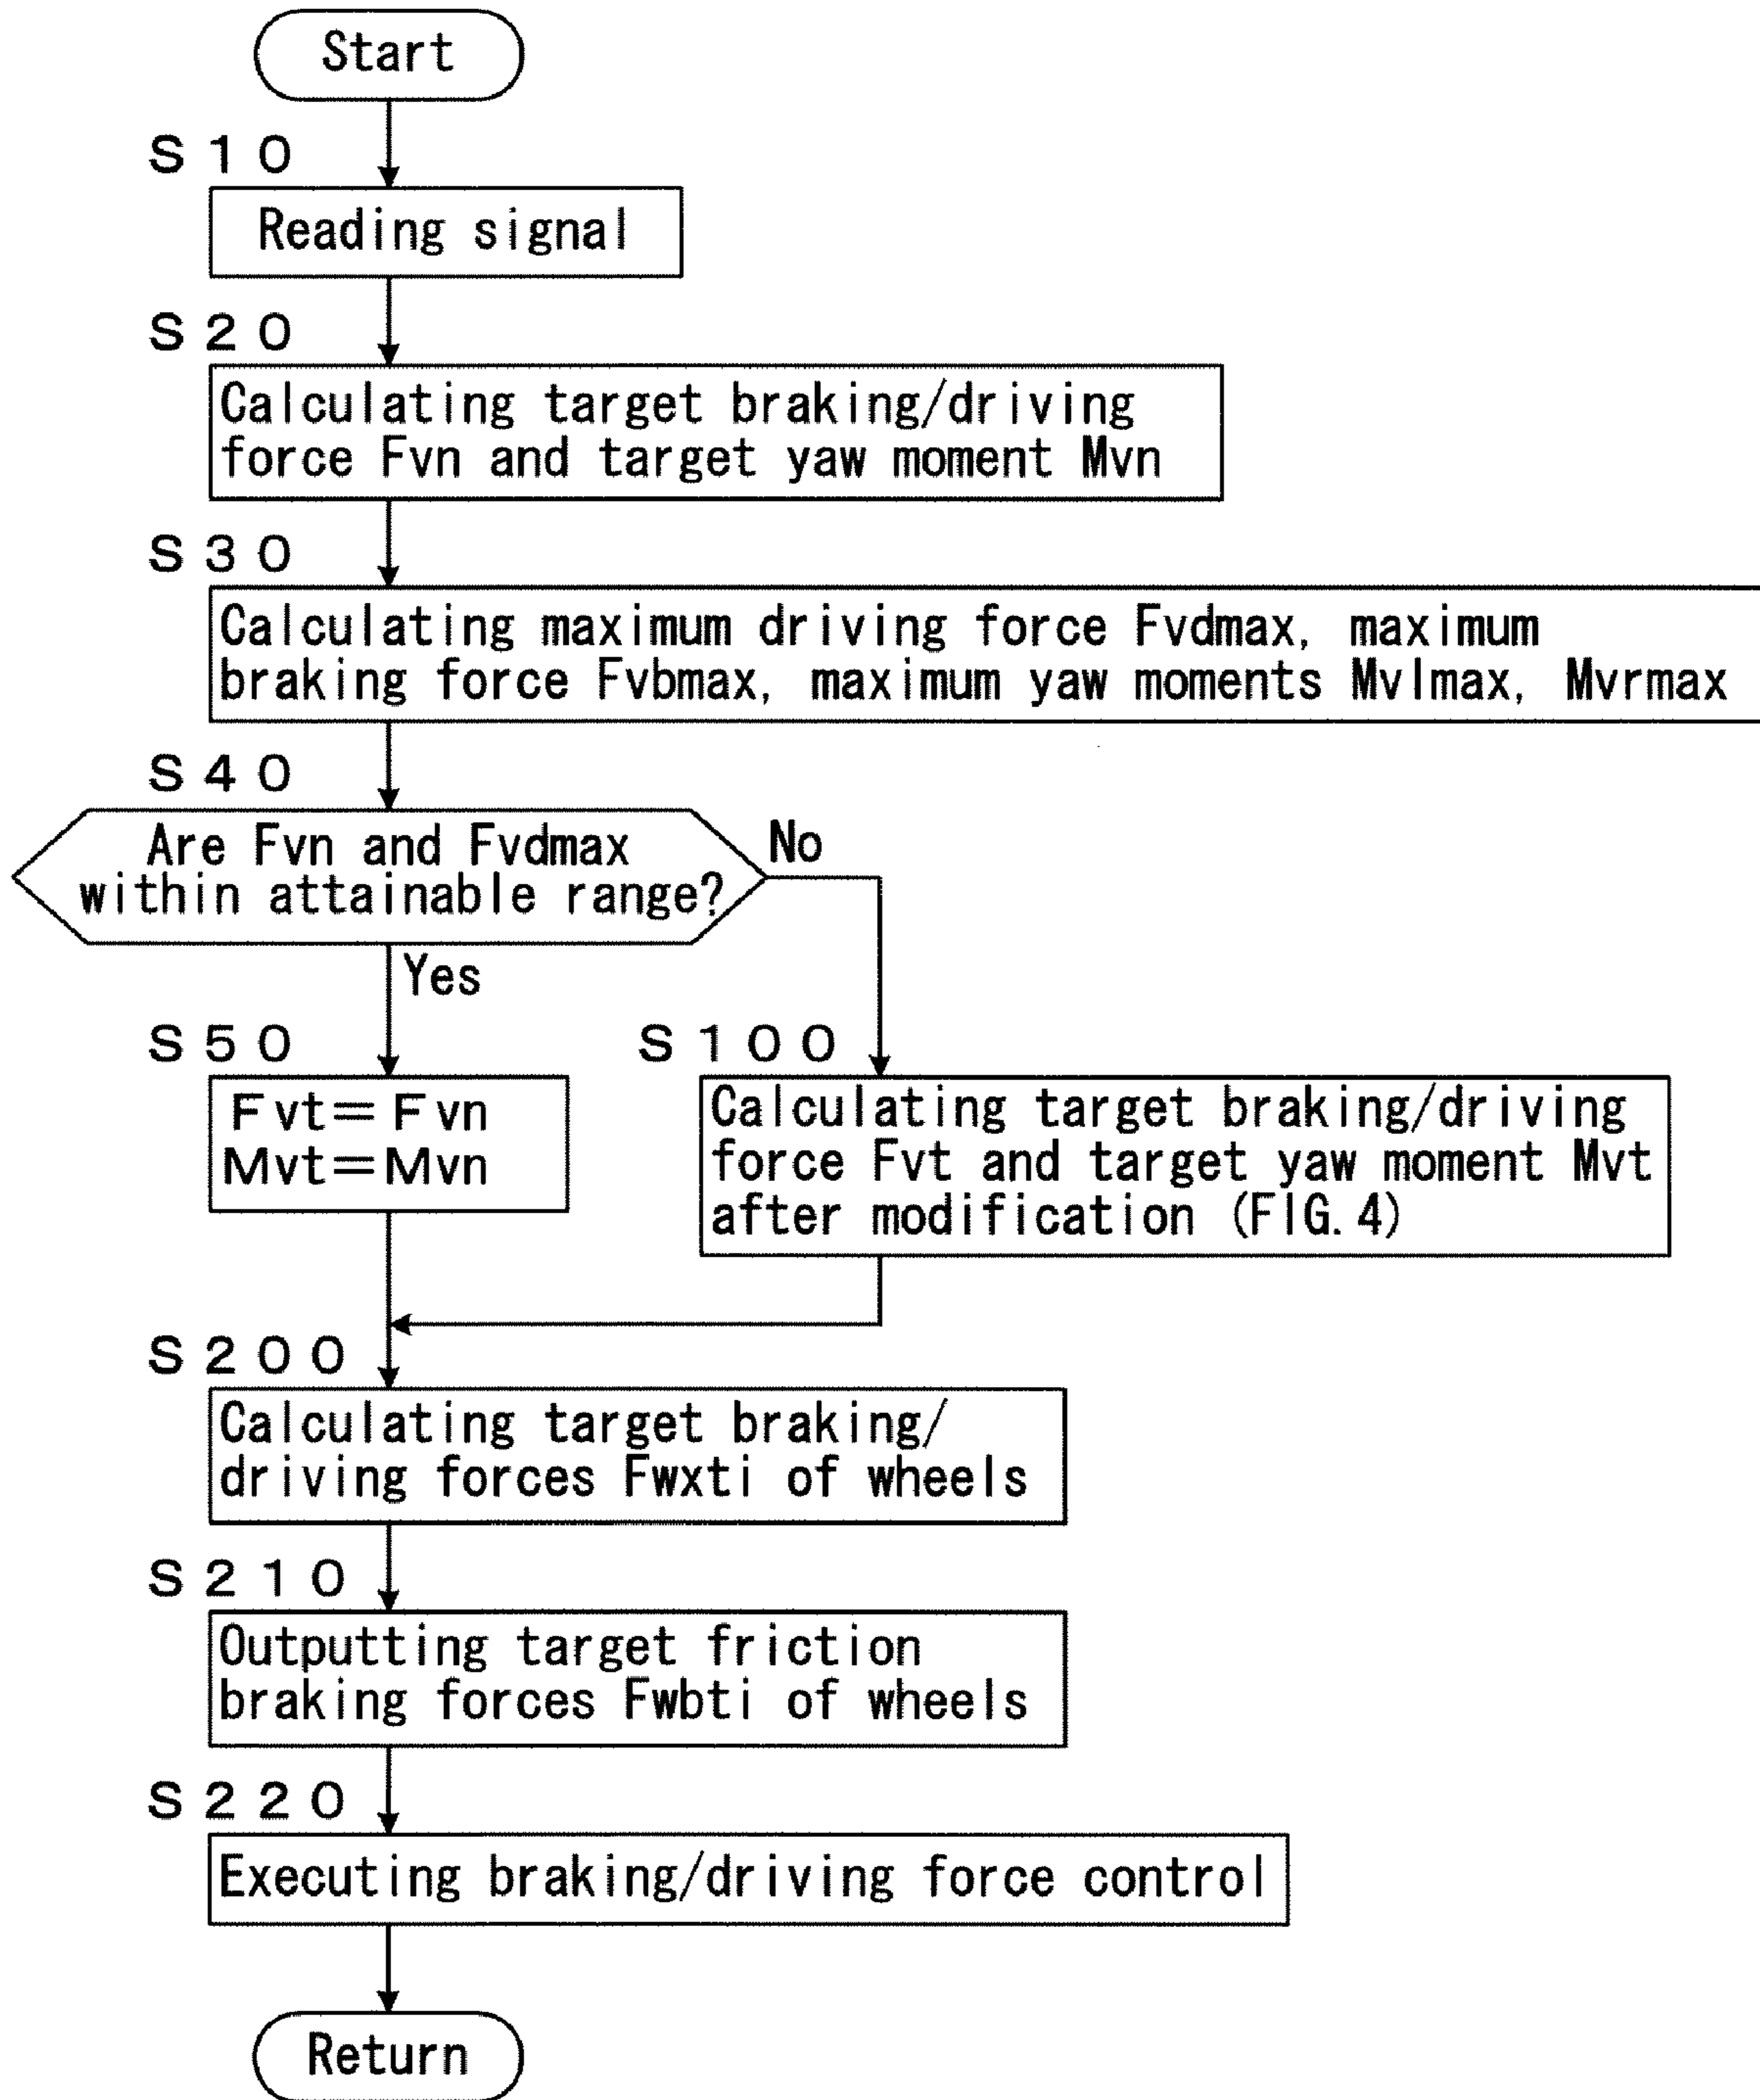 Start
S10
Reading signal
S20
Calculating target braking/driving
force Fvn and target yaw moment Mvn
S30
Calculating maximum driving force Fvdmax, maximum
braking force Fvbmax, maximum yaw moments Mvlmax, Mvrmax
S40
Are Fvn and Fvdmax
within attainable range?
No
Yes
S50
Fvt=Fvn
Mvt=Mvn
S100
Calculating target braking/driving
force Fvt and target yaw moment Mvt
after modification (FIG.4)
S200
Calculating target braking/
driving forces Fwxti of wheels
S210
Outputting target friction
braking forces Fwbti of wheels
S220
Executing braking/driving force control
Return